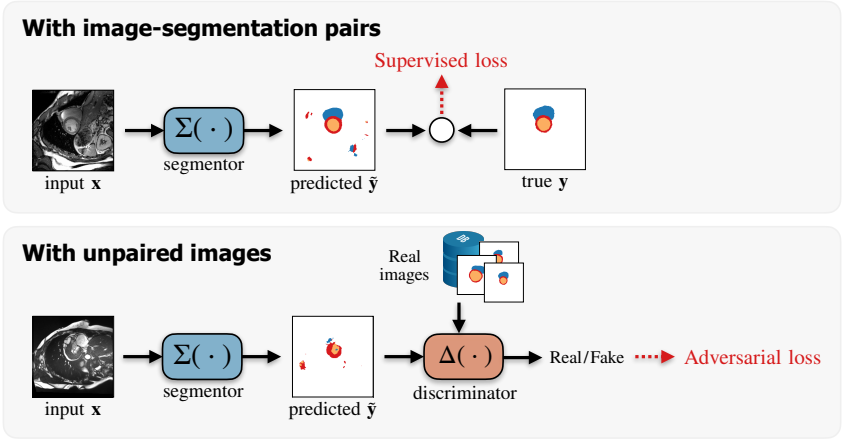 With image-segmentation pairs
Supervised loss
Σ( · )
segmentor
input x
predicted ỹ
true y
With unpaired images
DB
Real
images
Σ( · )
Δ( · )
Real/Fake
Adversarial loss
segmentor
discriminator
input x
predicted ỹ